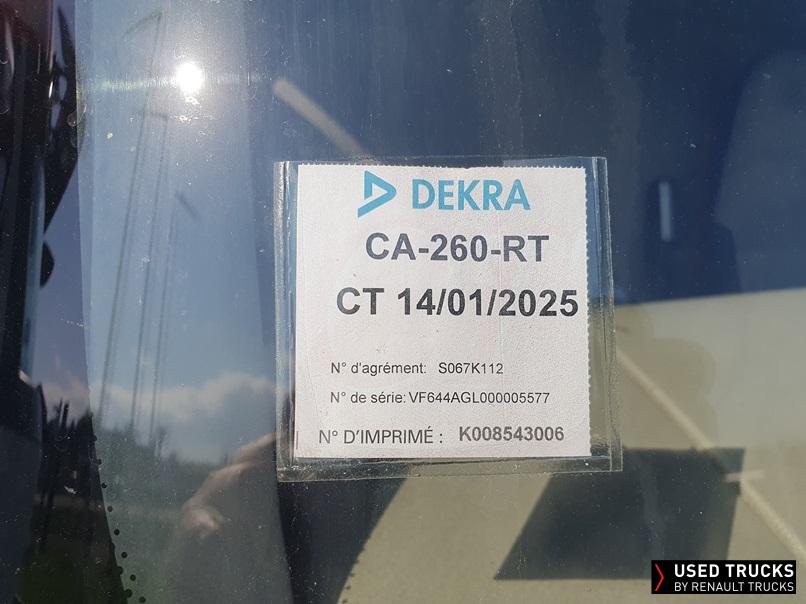 DEKRA
CA-260-RT
CT 14/01/2025
N° d'agrément: S067K112
N° de série: VF644AGL000005577
N° D'IMPRIMÉ : K008543006
USED TRUCKS
BY RENAULT TRUCKS